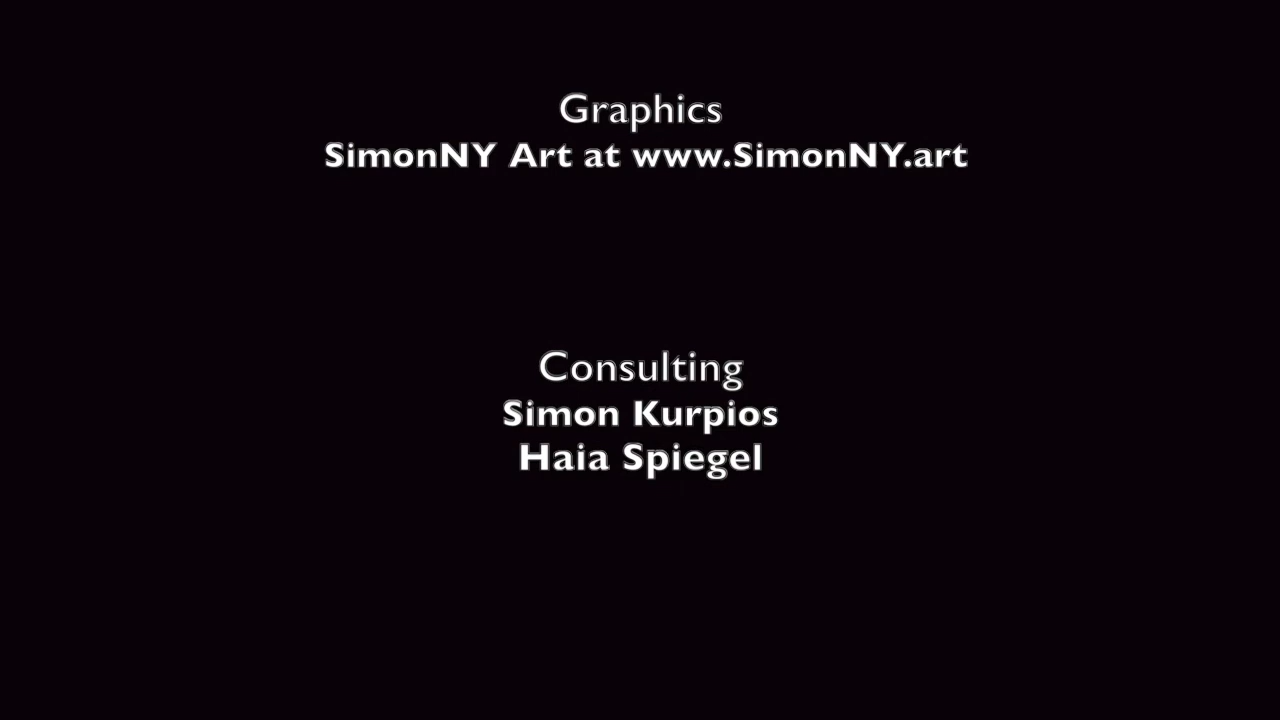 Graphics
SimonNY Art at www.SimonNY.art
Consulting
Simon Kurpios
Haia Spiegel